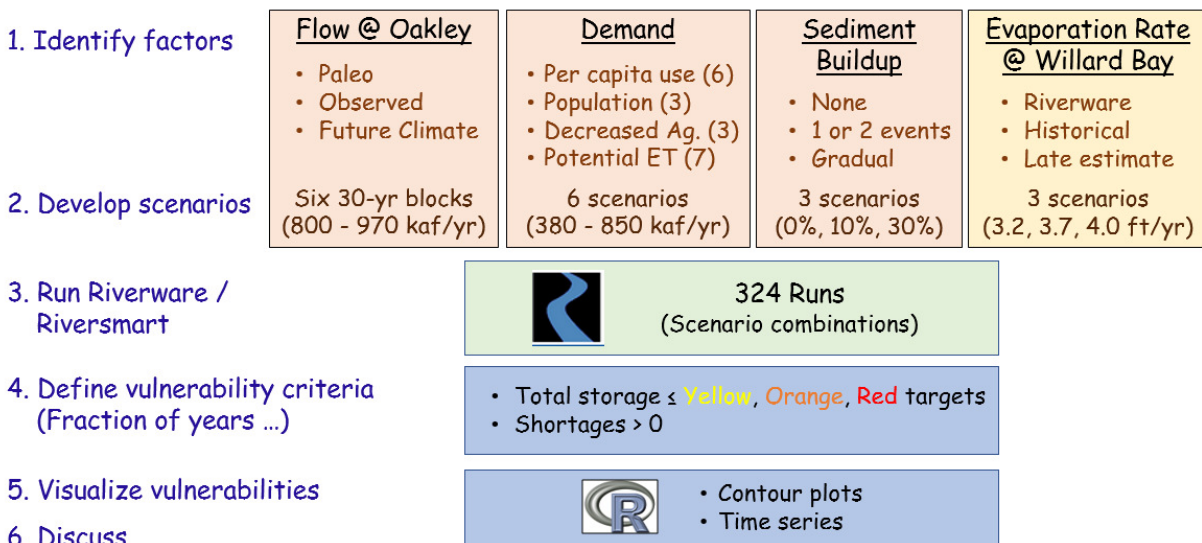 1. Identify factors
Flow @ Oakley
• Paleo
• Observed
• Future Climate
Demand
• Per capita use (6)
• Population (3)
• Decreased Ag. (3)
• Potential ET (7)
Sediment
Buildup
• None
• 1 or 2 events
• Gradual
Evaporation Rate
@ Willard Bay
• Riverware
• Historical
• Late estimate
2. Develop scenarios
Six 30-yr blocks
(800 - 970 kaf/yr)
6 scenarios
(380 - 850 kaf/yr)
3 scenarios
(0%, 10%, 30%)
3 scenarios
(3.2, 3.7, 4.0 ft/yr)
3. Run Riverware /
Riversmart
324 Runs
(Scenario combinations)
4. Define vulnerability criteria
(Fraction of years …)
• Total storage ≤ Yellow, Orange, Red targets
• Shortages > 0
5. Visualize vulnerabilities
R
• Contour plots
• Time series
6. Discuss